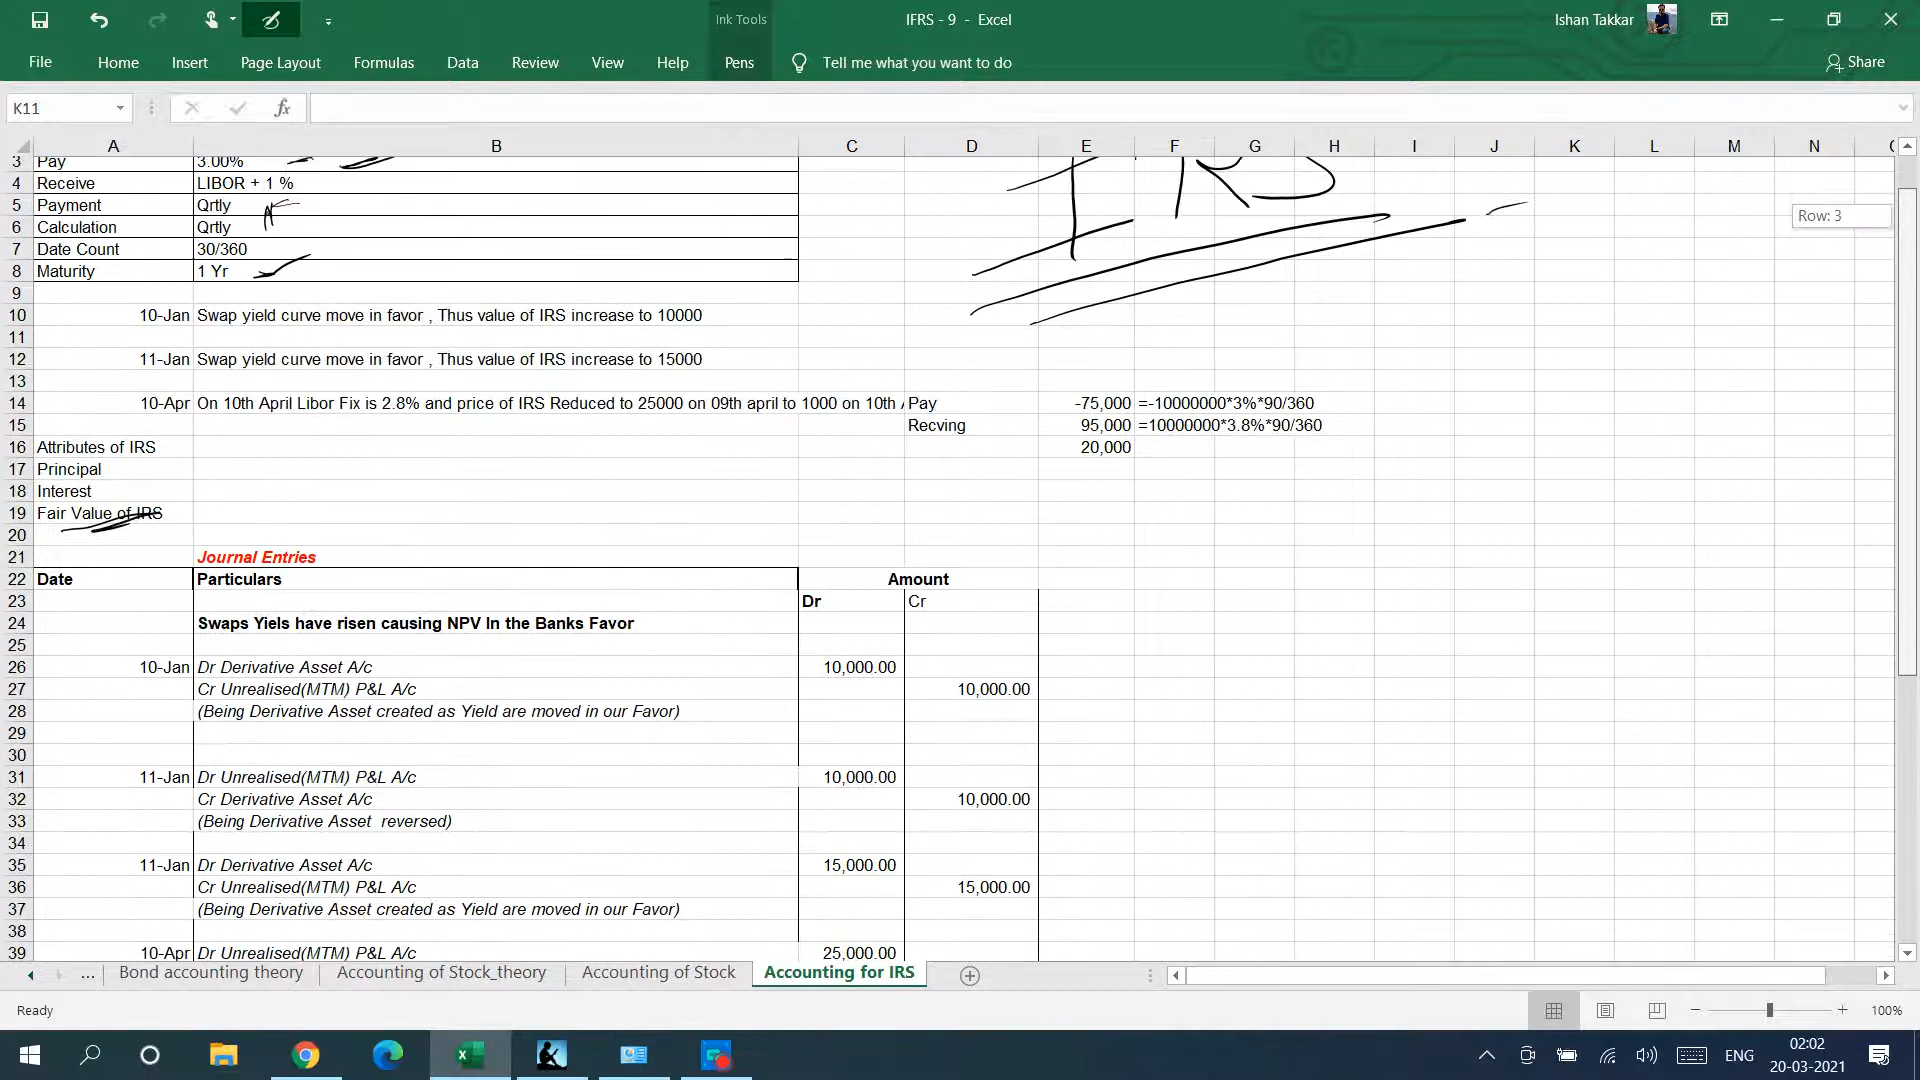 Ink Tools
IFRS - 9 - Excel
Ishan Takkar
File Home Insert Page Layout Formulas Data Review View Help Pens Tell me what you want to do Share
K11 fx
A B C D E F G H I J K L M N
3 Pay 3.00%
IRS
4 Receive LIBOR + 1 %
5 Payment Qrtly
Row: 3
6 Calculation Qrtly
7 Date Count 30/360
8 Maturity 1 Yr
9
10 10-Jan Swap yield curve move in favor , Thus value of IRS increase to 10000
11
12 11-Jan Swap yield curve move in favor , Thus value of IRS increase to 15000
13
14 10-Apr On 10th April Libor Fix is 2.8% and price of IRS Reduced to 25000 on 09th april to 1000 on 10th Pay -75,000 =-10000000*3%*90/360
15 Recving 95,000 =10000000*3.8%*90/360
16 Attributes of IRS 20,000
17 Principal
18 Interest
19 Fair Value of IRS
20
21 Journal Entries
22 Date Particulars Amount
23 Dr Cr
24 Swaps Yiels have risen causing NPV In the Banks Favor
25
26 10-Jan Dr Derivative Asset A/c 10,000.00
27 Cr Unrealised(MTM) P&L A/c 10,000.00
28 (Being Derivative Asset created as Yield are moved in our Favor)
29
30
31 11-Jan Dr Unrealised(MTM) P&L A/c 10,000.00
32 Cr Derivative Asset A/c 10,000.00
33 (Being Derivative Asset reversed)
34
35 11-Jan Dr Derivative Asset A/c 15,000.00
36 Cr Unrealised(MTM) P&L A/c 15,000.00
37 (Being Derivative Asset created as Yield are moved in our Favor)
38
39 10-Apr Dr Unrealised(MTM) P&L A/c 25,000.00
... Bond accounting theory Accounting of Stock_theory Accounting of Stock Accounting for IRS
Ready 100%
ENG 02:02
20-03-2021